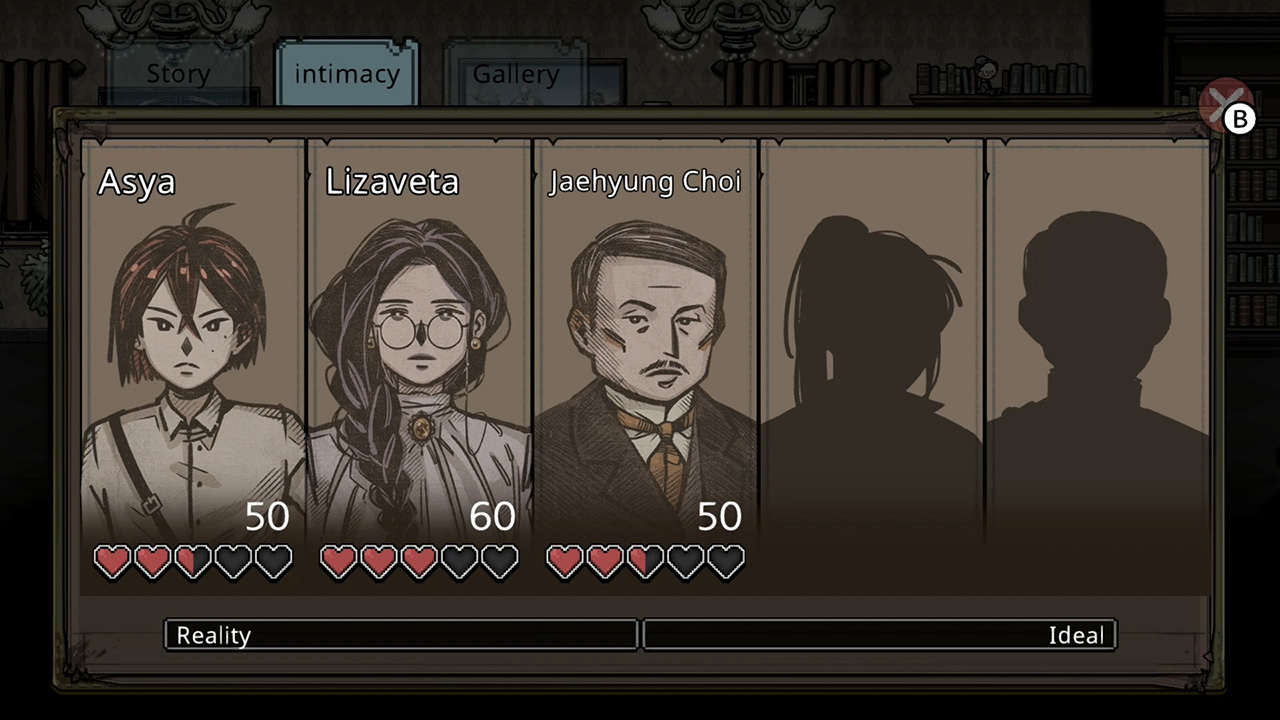 Story
intimacy
Gallery
B
Asya
Lizaveta
Jaehyung Choi
50
60
50
Reality
Ideal